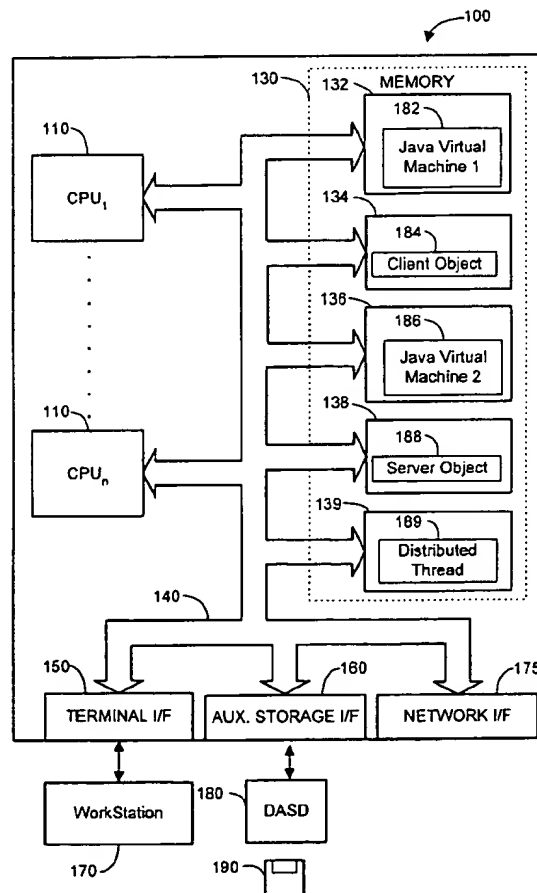 100
130
MEMORY
132
182
Java Virtual
Machine 1
110
CPU1
134
184
Client Object
136
186
Java Virtual
Machine 2
110
CPUn
138
188
Server Object
139
189
Distributed
Thread
140
150
160
175
TERMINAL I/F
AUX. STORAGE I/F
NETWORK I/F
WorkStation
170
180
DASD
190